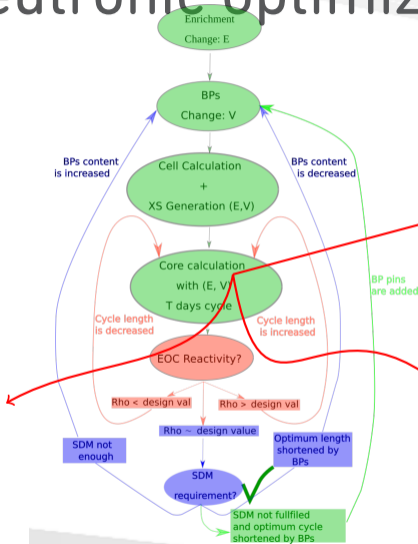 Enrichment
Change: E
BPs
Change: V
BPs content
is increased
BPs content
is decreased
Cell Calculation
+
XS Generation (E,V)
Core calculation
with (E, V)
T days cycle
BP pins
are added
Cycle length
is decreased
Cycle length
is increased
EOC Reactivity?
Rho < design val
Rho > design val
Rho ~ design value
SDM not
enough
Optimum length
shortened by
BPs
SDM
requirement?
SDM not fullfiled
and optimum cycle
shortened by BPs